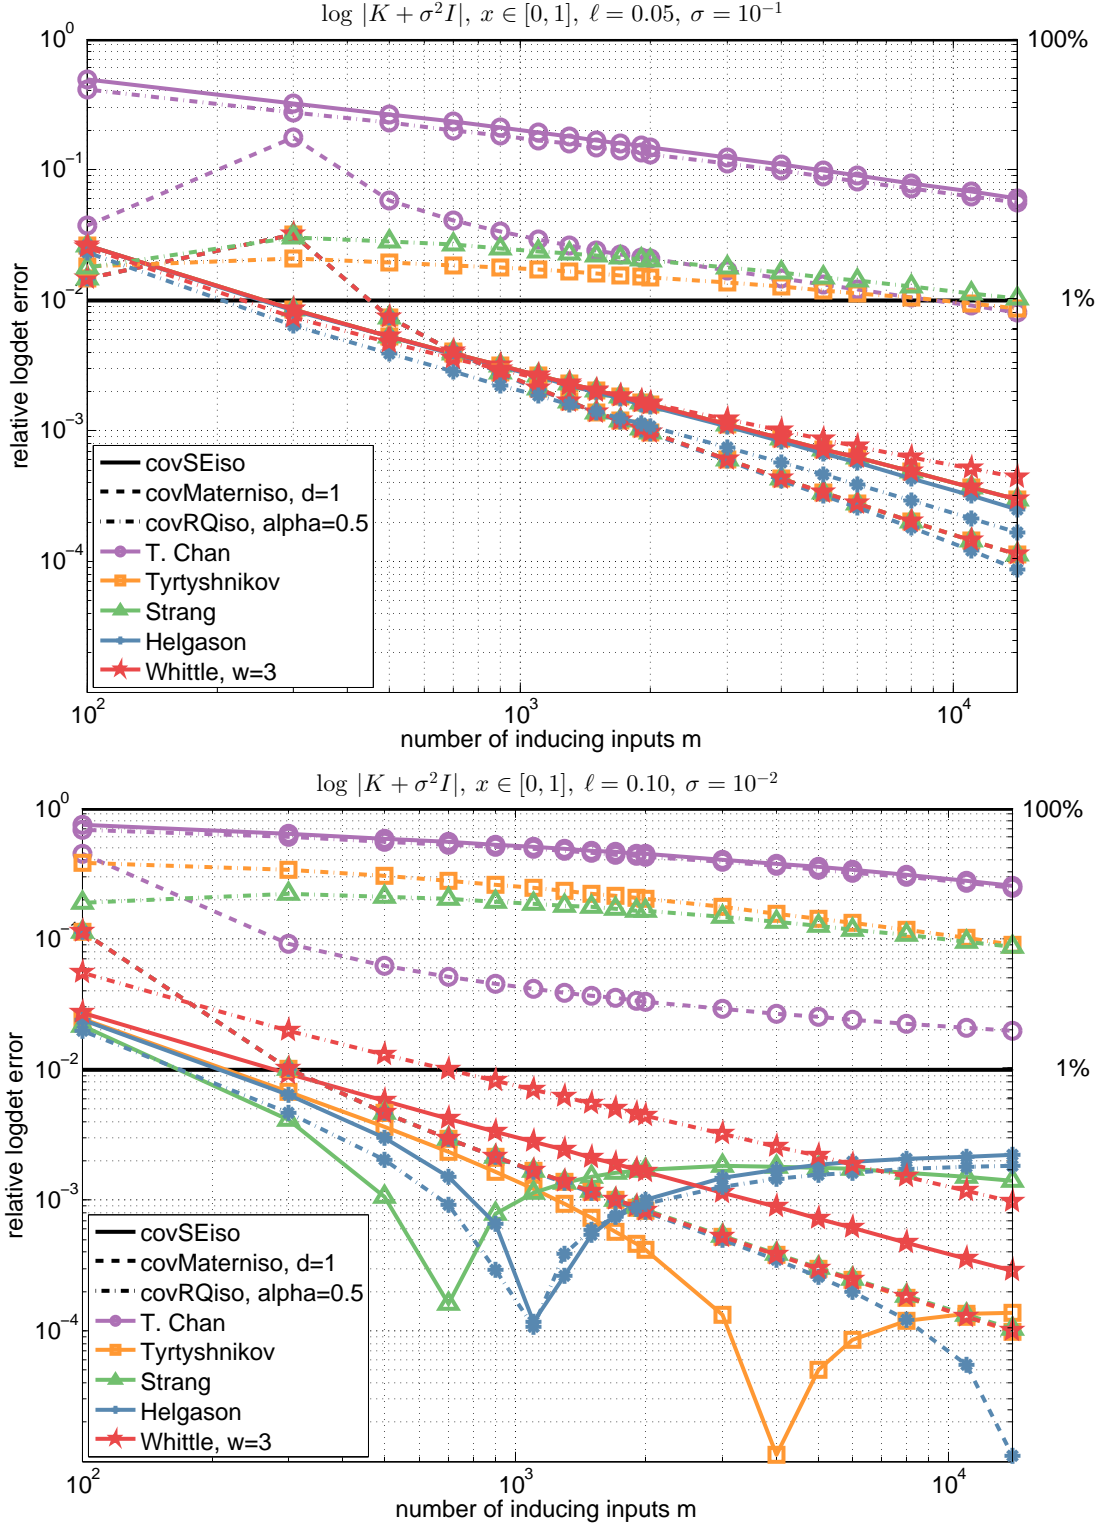 log |K + σ²I|, x ∈ [0, 1], ℓ = 0.05, σ = 10⁻¹
10⁰
100%
10⁻¹
10⁻²
1%
10⁻³
10⁻⁴
relative logdet error
covSEiso
covMaterniso, d=1
covRQiso, alpha=0.5
T. Chan
Tyrtyshnikov
Strang
Helgason
Whittle, w=3
10² 10³ 10⁴
number of inducing inputs m
log |K + σ²I|, x ∈ [0, 1], ℓ = 0.10, σ = 10⁻²
10⁰
100%
10⁻¹
10⁻²
1%
10⁻³
10⁻⁴
relative logdet error
covSEiso
covMaterniso, d=1
covRQiso, alpha=0.5
T. Chan
Tyrtyshnikov
Strang
Helgason
Whittle, w=3
10² 10³ 10⁴
number of inducing inputs m